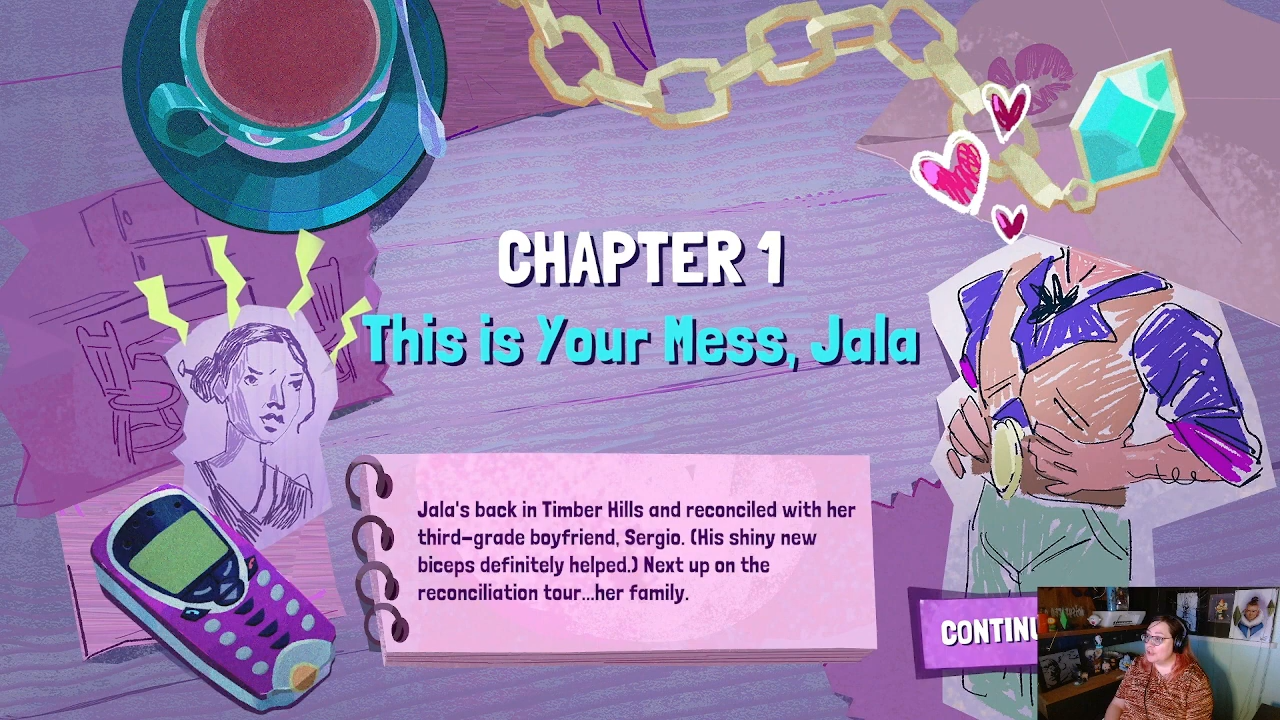 CHAPTER 1
This is Your Mess, Jala
Jala's back in Timber Hills and reconciled with her
third-grade boyfriend, Sergio. (His shiny new
biceps definitely helped.) Next up on the
reconciliation tour...her family.